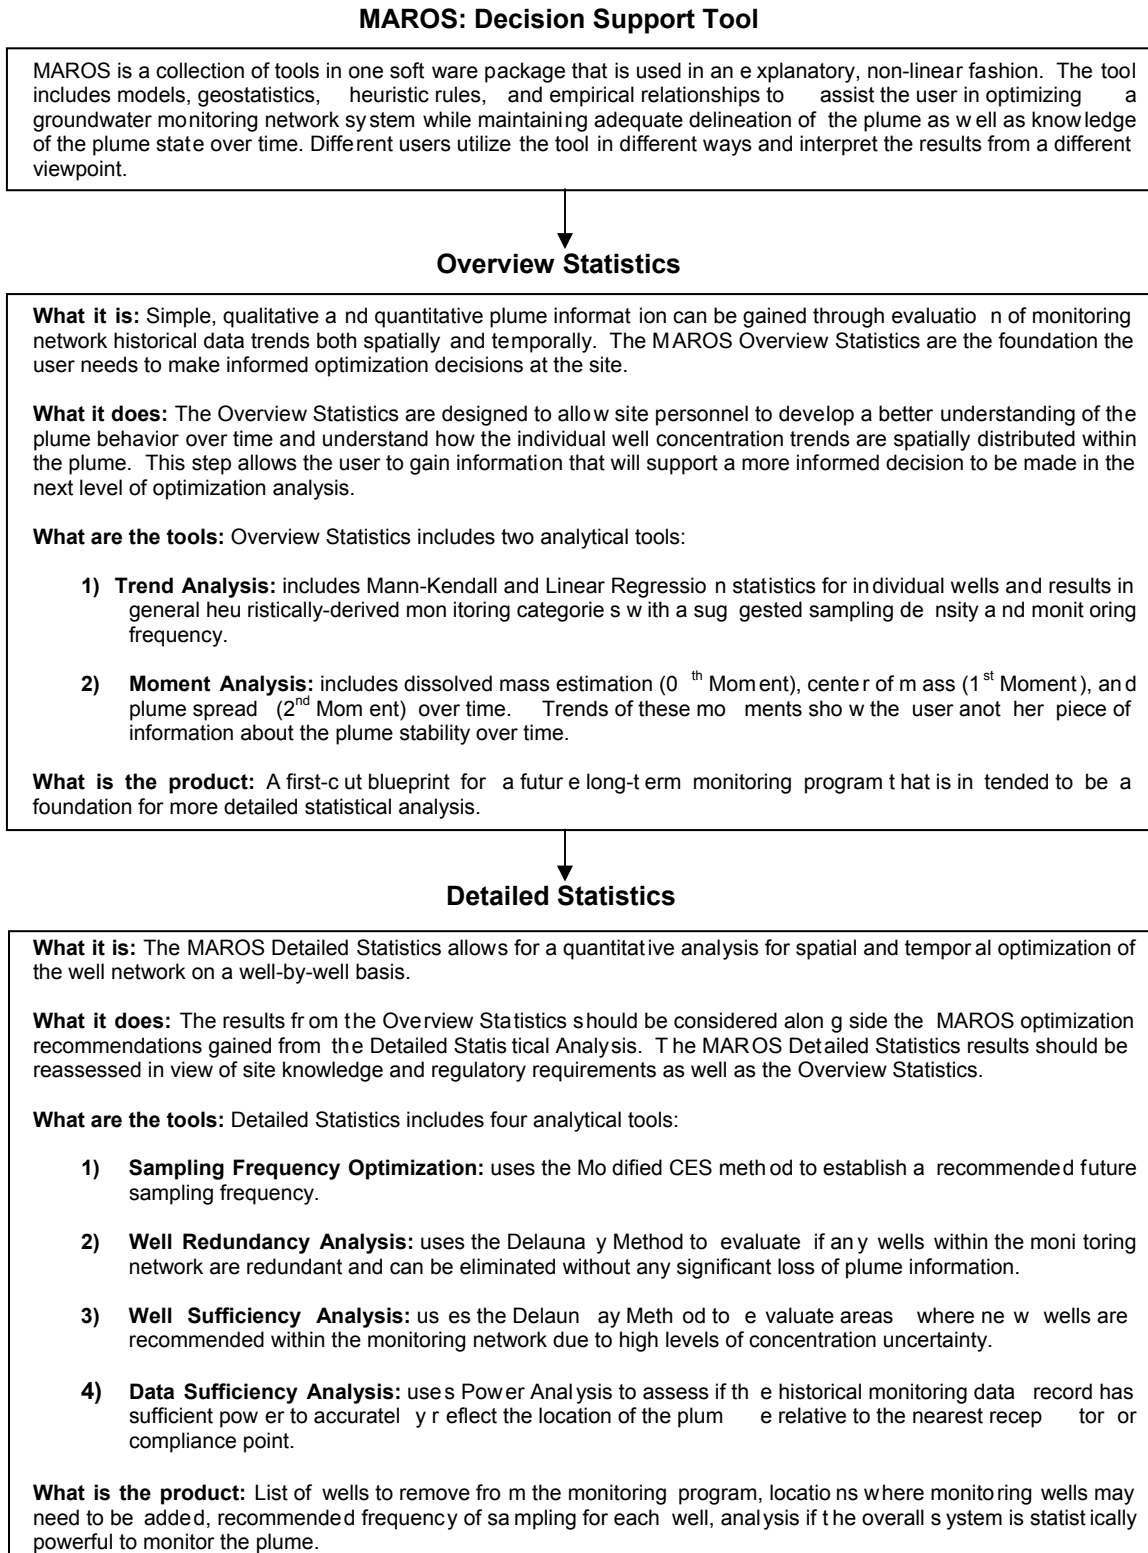 MAROS: Decision Support Tool
MAROS is a collection of tools in one soft ware package that is used in an e xplanatory, non-linear fashion. The tool
includes models, geostatistics, heuristic rules, and empirical relationships to assist the user in optimizing a
groundwater monitoring network sy stem while maintaining adequate delineation of the plume as w ell as know ledge
of the plume state over time. Different users utilize the tool in different ways and interpret the results from a different
viewpoint.
Overview Statistics
What it is: Simple, qualitative a nd quantitative plume informat ion can be gained through evaluatio n of monitoring
network historical data trends both spatially and temporally. The M AROS Overview Statistics are the foundation the
user needs to make informed optimization decisions at the site.
What it does: The Overview Statistics are designed to allow site personnel to develop a better understanding of the
plume behavior over time and understand how the individual well concentration trends are spatially distributed within
the plume. This step allows the user to gain information that will support a more informed decision to be made in the
next level of optimization analysis.
What are the tools: Overview Statistics includes two analytical tools:
1) Trend Analysis: includes Mann-Kendall and Linear Regressio n statistics for in dividual wells and results in
general heu ristically-derived mon itoring categorie s w ith a sug gested sampling de nsity a nd monit oring
frequency.
2) Moment Analysis: includes dissolved mass estimation (0 th Mom ent), cente r of m ass (1 st Moment ), an d
plume spread (2nd Mom ent) over time. Trends of these mo ments sho w the user anot her piece of
information about the plume stability over time.
What is the product: A first-c ut blueprint for a futur e long-t erm monitoring program t hat is in tended to be a
foundation for more detailed statistical analysis.
Detailed Statistics
What it is: The MAROS Detailed Statistics allows for a quantitative analysis for spatial and tempor al optimization of
the well network on a well-by-well basis.
What it does: The results fr om the Overview Statistics should be considered alon g side the MAROS optimization
recommendations gained from the Detailed Statis tical Analysis. T he MAROS Detailed Statistics results should be
reassessed in view of site knowledge and regulatory requirements as well as the Overview Statistics.
What are the tools: Detailed Statistics includes four analytical tools:
1) Sampling Frequency Optimization: uses the Mo dified CES meth od to establish a recommended future
sampling frequency.
2) Well Redundancy Analysis: uses the Delauna y Method to evaluate if an y wells within the moni toring
network are redundant and can be eliminated without any significant loss of plume information.
3) Well Sufficiency Analysis: us es the Delaun ay Meth od to e valuate areas where ne w wells are
recommended within the monitoring network due to high levels of concentration uncertainty.
4) Data Sufficiency Analysis: uses Power Analysis to assess if th e historical monitoring data record has
sufficient pow er to accuratel y r eflect the location of the plum e relative to the nearest recep tor or
compliance point.
What is the product: List of wells to remove fro m the monitoring program, locatio ns where monitoring wells may
need to be added, recommended frequency of sa mpling for each well, analysis if t he overall s ystem is statist ically
powerful to monitor the plume.